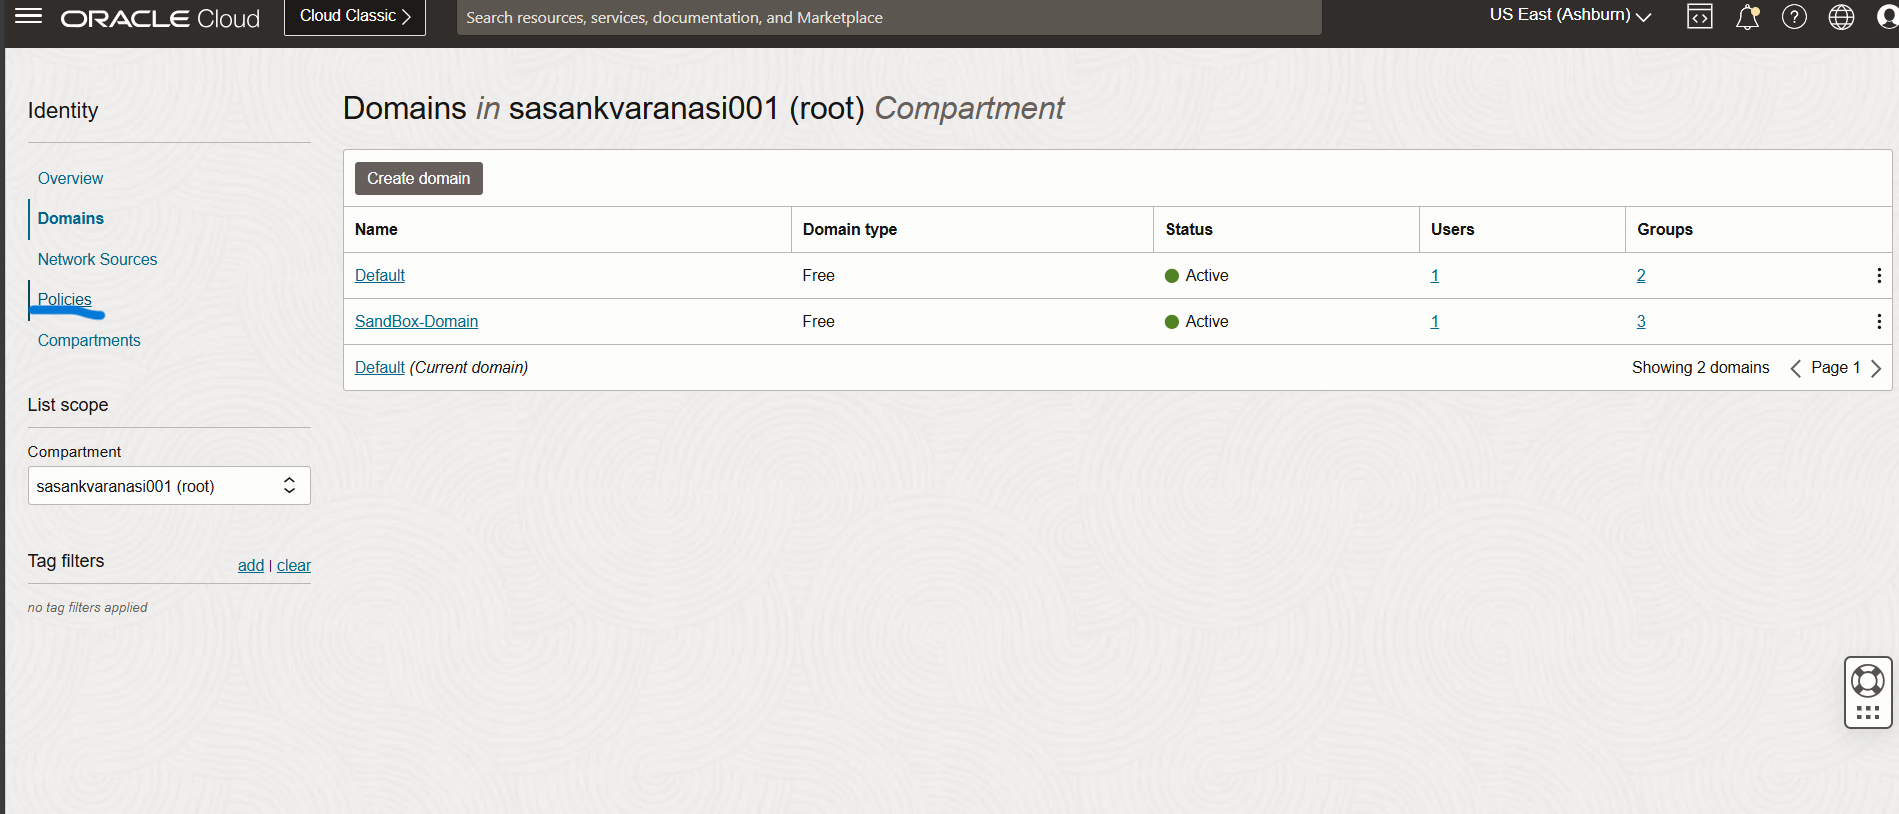 ORACLE Cloud
Cloud Classic
Search resources, services, documentation, and Marketplace
US East (Ashburn)
Identity
Overview
Domains
Network Sources
Policies
Compartments
List scope
Compartment
sasankvaranasi001 (root)
Tag filters
add | clear
no tag filters applied
Domains in sasankvaranasi001 (root) Compartment
Create domain
Name Domain type Status Users Groups
Default Free Active 1 2
SandBox-Domain Free Active 1 3
Default (Current domain) Showing 2 domains Page 1